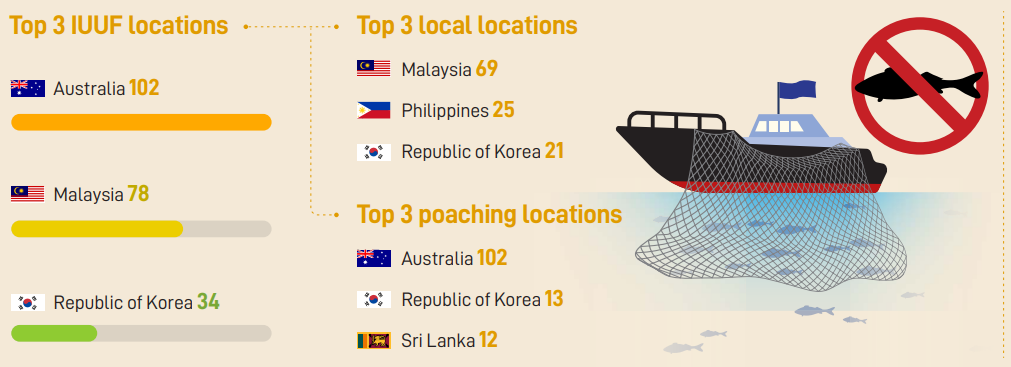 Top 3 IUUF locations
Australia 102
Malaysia 78
Republic of Korea 34
Top 3 local locations
Malaysia 69
Philippines 25
Republic of Korea 21
Top 3 poaching locations
Australia 102
Republic of Korea 13
Sri Lanka 12